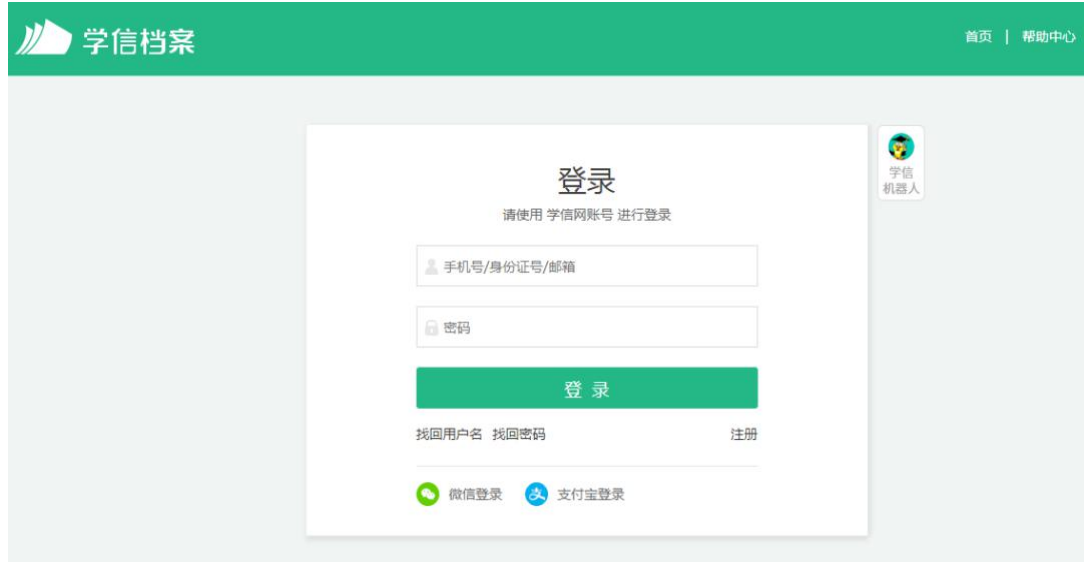 学信档案
首页 | 帮助中心
登录
请使用 学信网账号 进行登录
学信
机器人
手机号/身份证号/邮箱
密码
登 录
找回用户名 找回密码 注册
微信登录 支付宝登录